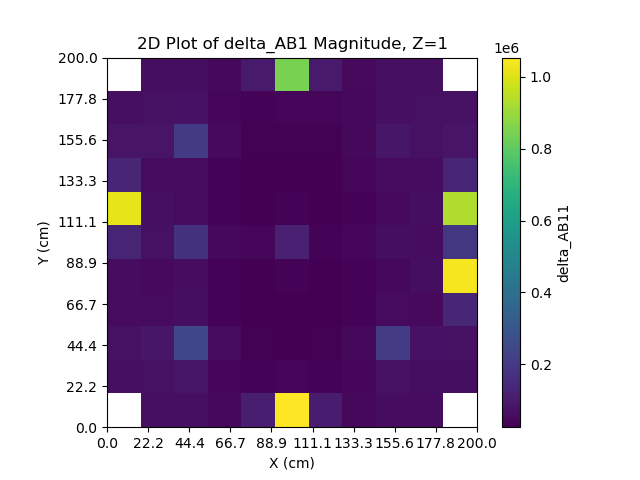 2D Plot of delta_AB1 Magnitude, Z=1
1e6
200.0
177.8
155.6
133.3
111.1
88.9
66.7
44.4
22.2
0.0
Y (cm)
0.0 22.2 44.4 66.7 88.9 111.1 133.3 155.6 177.8 200.0
X (cm)
1.0
0.8
0.6
0.4
0.2
delta_AB11